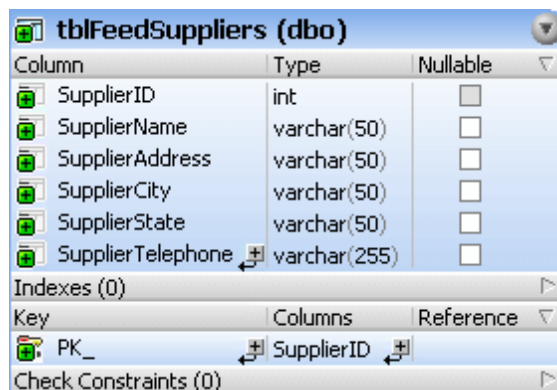 tblFeedSuppliers (dbo)
Column Type Nullable
SupplierID int
SupplierName varchar(50)
SupplierAddress varchar(50)
SupplierCity varchar(50)
SupplierState varchar(50)
SupplierTelephone varchar(255)
Indexes (0)
Key Columns Reference
PK_ SupplierID
Check Constraints (0)